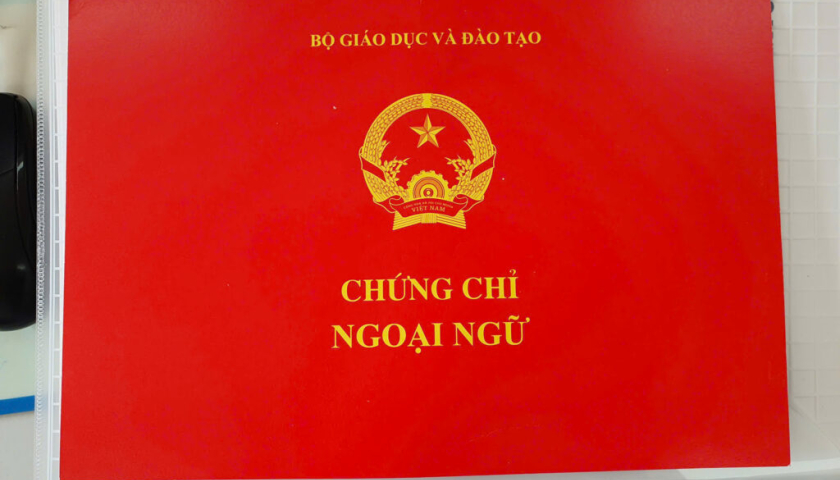 BỘ GIÁO DỤC VÀ ĐÀO TẠO
VIỆT NAM
CHỨNG CHỈ
NGOẠI NGỮ